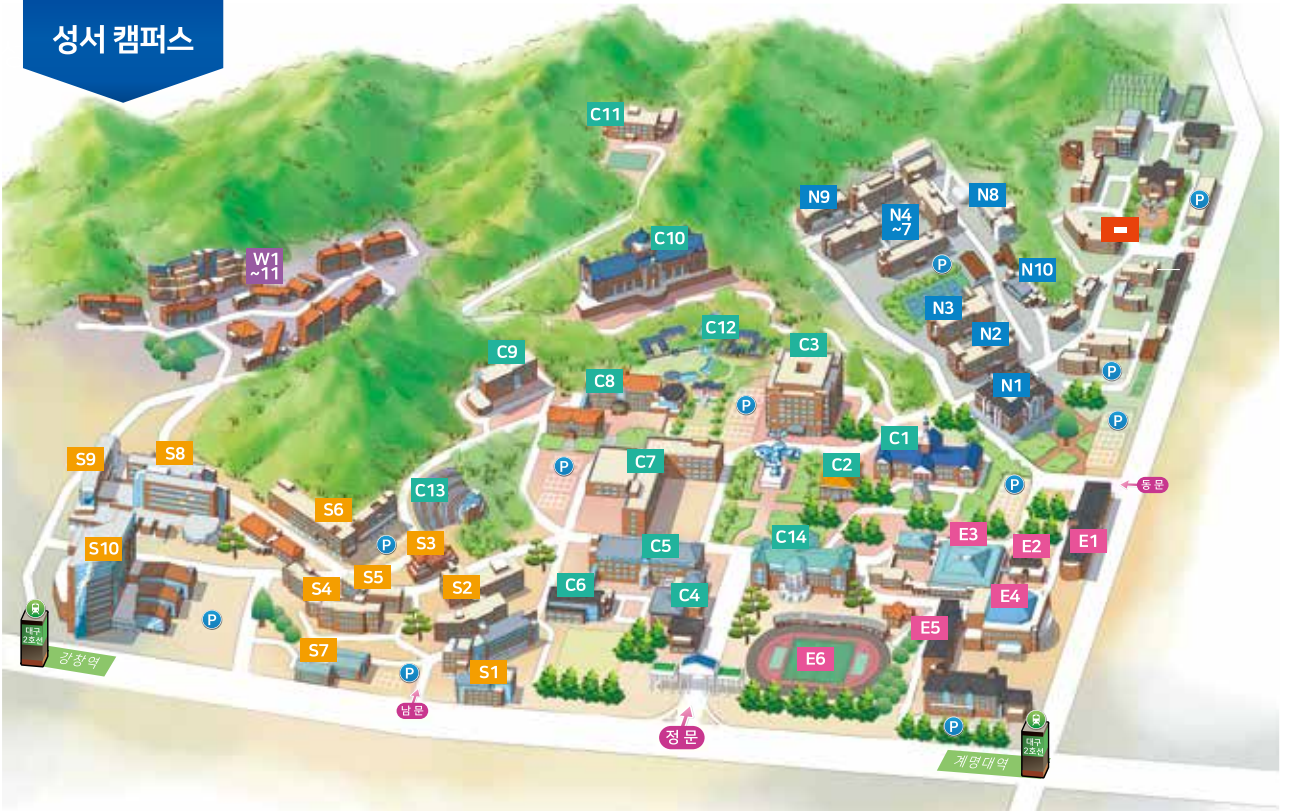 성서 캠퍼스
C11
N9
N8
N4
~7
C10
W1
~11
P
P
N10
N3
C12
N2
C3
C9
C8
P
N1
P
P
C1
S9
S8
C7
C2
P
P
동문
C13
S6
C14
E3
E1
E2
S10
P
S3
C5
S5
S4
S2
C6
C4
E4
대구
2호선
강창역
P
E5
S7
P
S1
E6
남문
정문
P
대구
2호선
계명대역